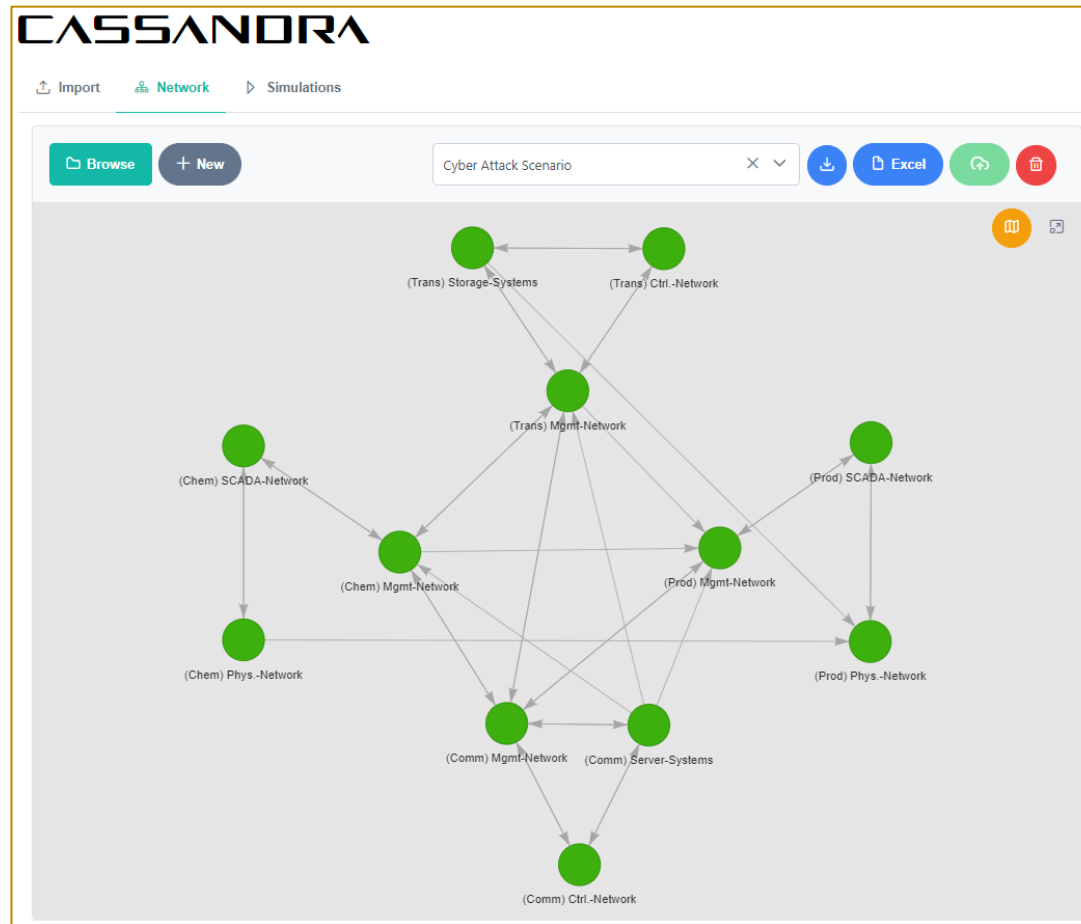 CASSANDRA
Import Network Simulations
Browse + New Cyber Attack Scenario Excel
(Trans) Storage-Systems (Trans) Ctrl.-Network
(Trans) Mgmt-Network
(Chem) SCADA-Network (Prod) SCADA-Network
(Chem) Mgmt-Network (Prod) Mgmt-Network
(Chem) Phys.-Network (Prod) Phys.-Network
(Comm) Mgmt-Network (Comm) Server-Systems
(Comm) Ctrl.-Network